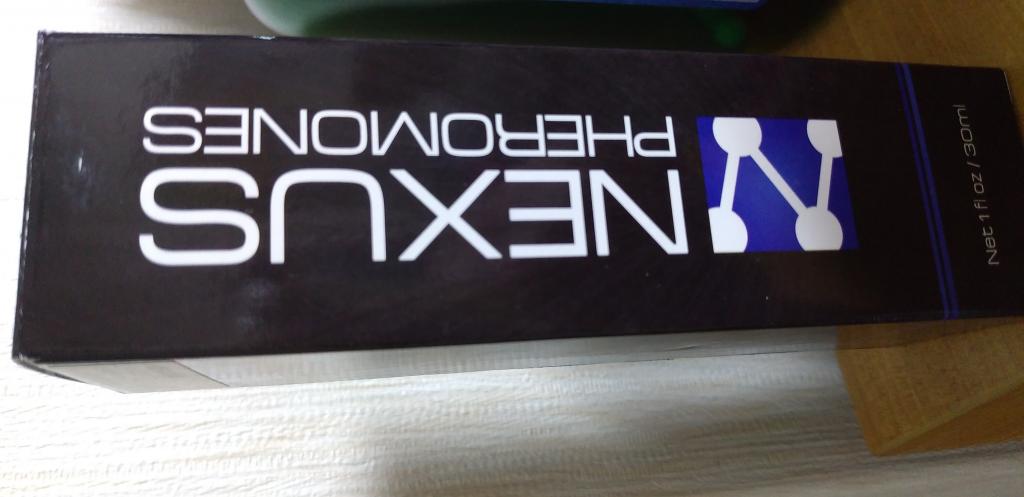 NEXUS
PHEROMONES
Net 1 fl oz / 30ml